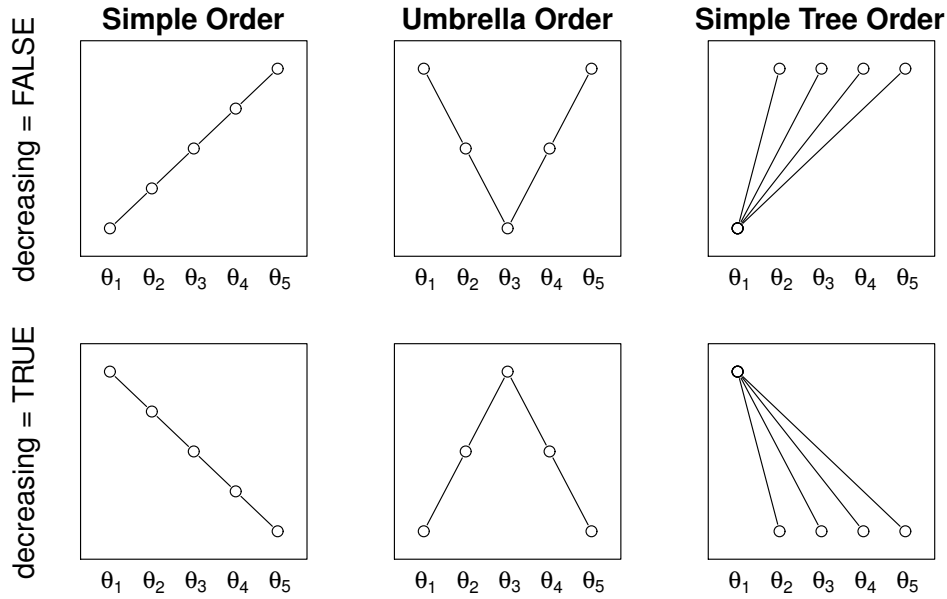 Simple Order
Umbrella Order
Simple Tree Order
decreasing = FALSE
θ₁ θ₂ θ₃ θ₄ θ₅
θ₁ θ₂ θ₃ θ₄ θ₅
θ₁ θ₂ θ₃ θ₄ θ₅
decreasing = TRUE
θ₁ θ₂ θ₃ θ₄ θ₅
θ₁ θ₂ θ₃ θ₄ θ₅
θ₁ θ₂ θ₃ θ₄ θ₅